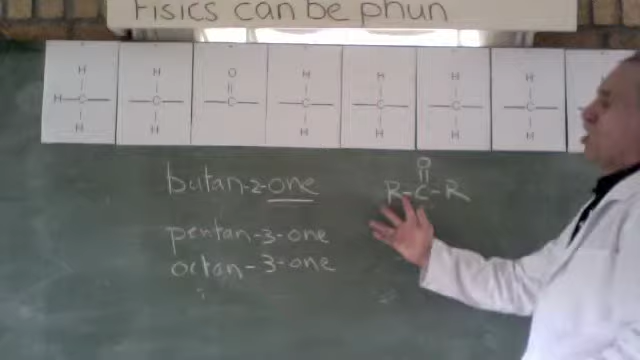 Fisics can be phun
H H O H H H H
H-C- -C- -C- -C- -C- -C- -C-
H H H H H H
butan-2-one
pentan-3-one
octan-3-one
O
R-C-R